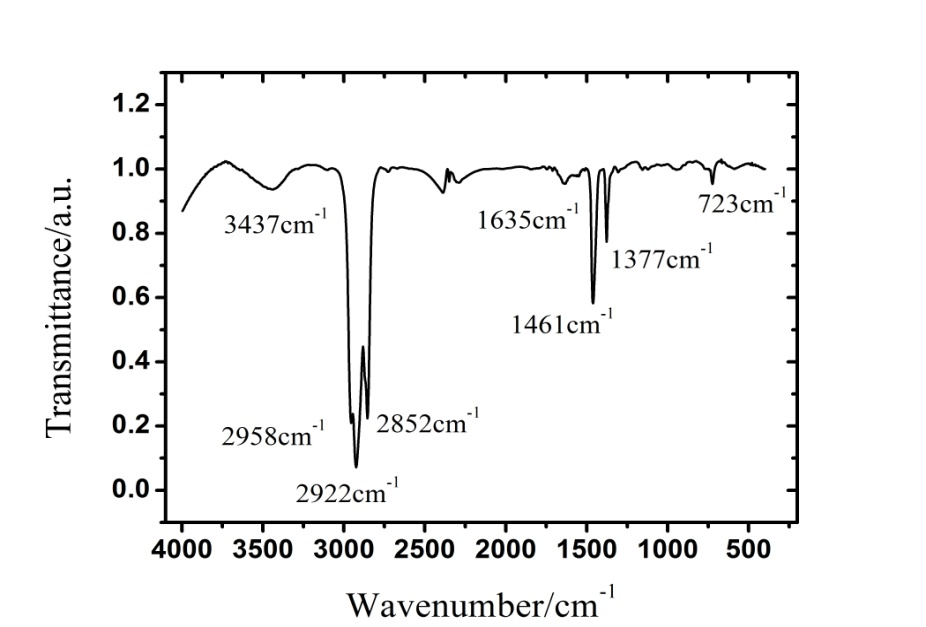 1.2
1.0
0.8
0.6
0.4
0.2
0.0
Transmittance/a.u.
3437cm⁻¹
2958cm⁻¹
2922cm⁻¹
2852cm⁻¹
1635cm⁻¹
1461cm⁻¹
1377cm⁻¹
723cm⁻¹
4000 3500 3000 2500 2000 1500 1000 500
Wavenumber/cm⁻¹